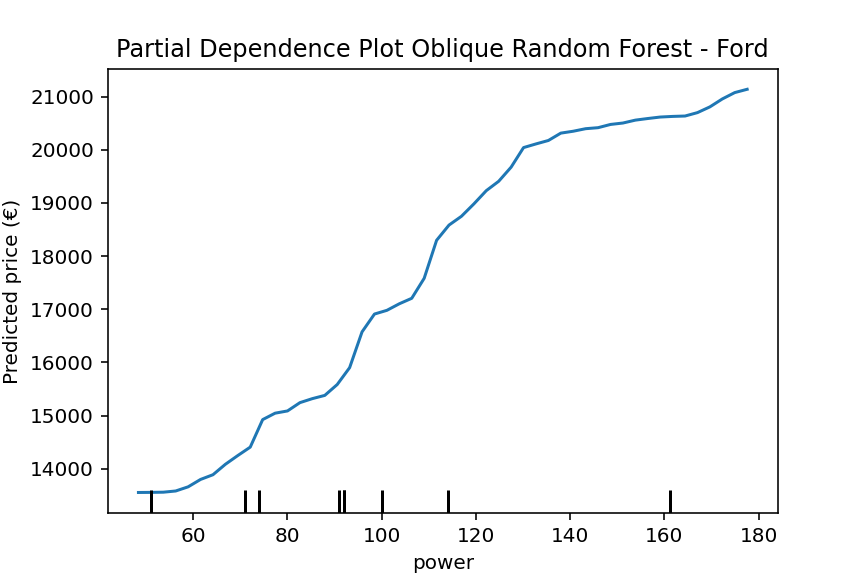 Partial Dependence Plot Oblique Random Forest - Ford
21000
20000
19000
18000
17000
16000
15000
14000
Predicted price (€)
60 80 100 120 140 160 180
power